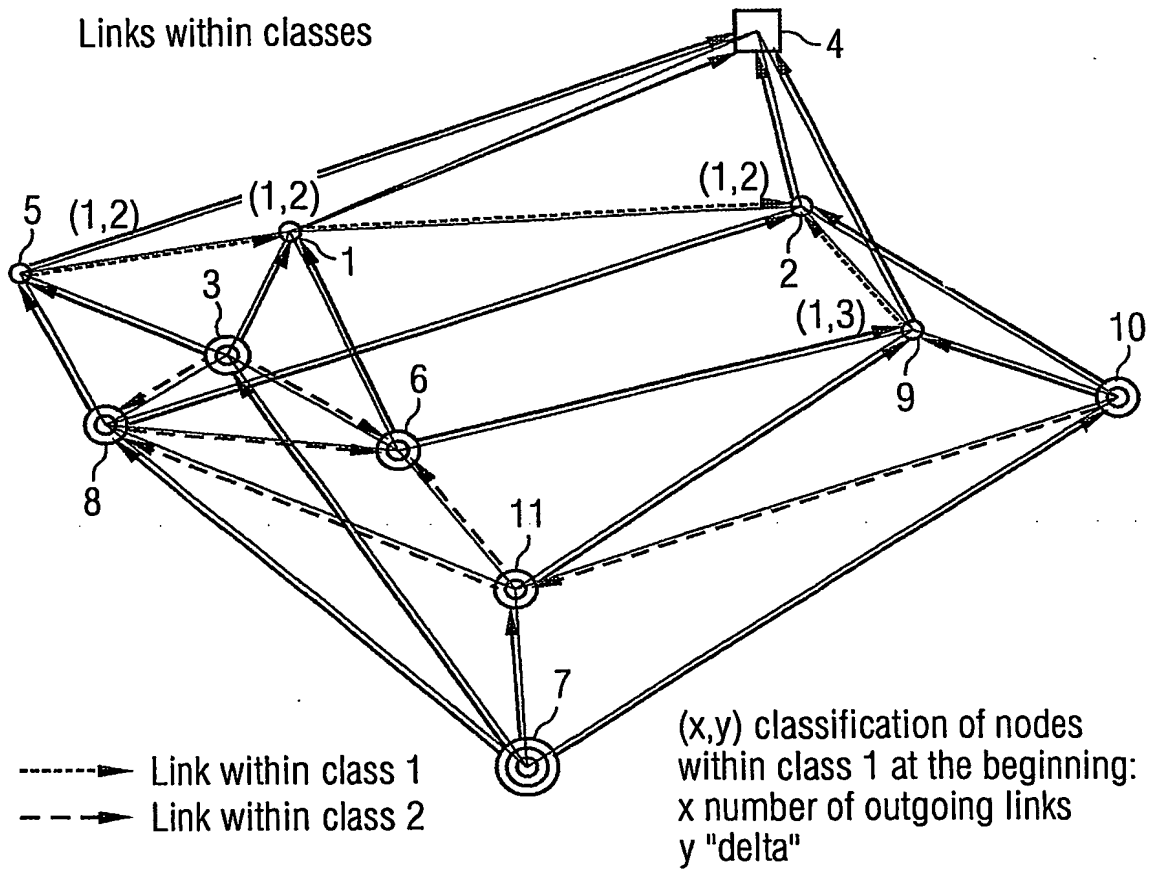 Links within classes
4
5
(1,2)
(1,2)
(1,2)
1
2
3
(1,3)
10
6
9
8
11
7
(x,y) classification of nodes
within class 1 at the beginning:
x number of outgoing links
y "delta"
Link within class 1
Link within class 2